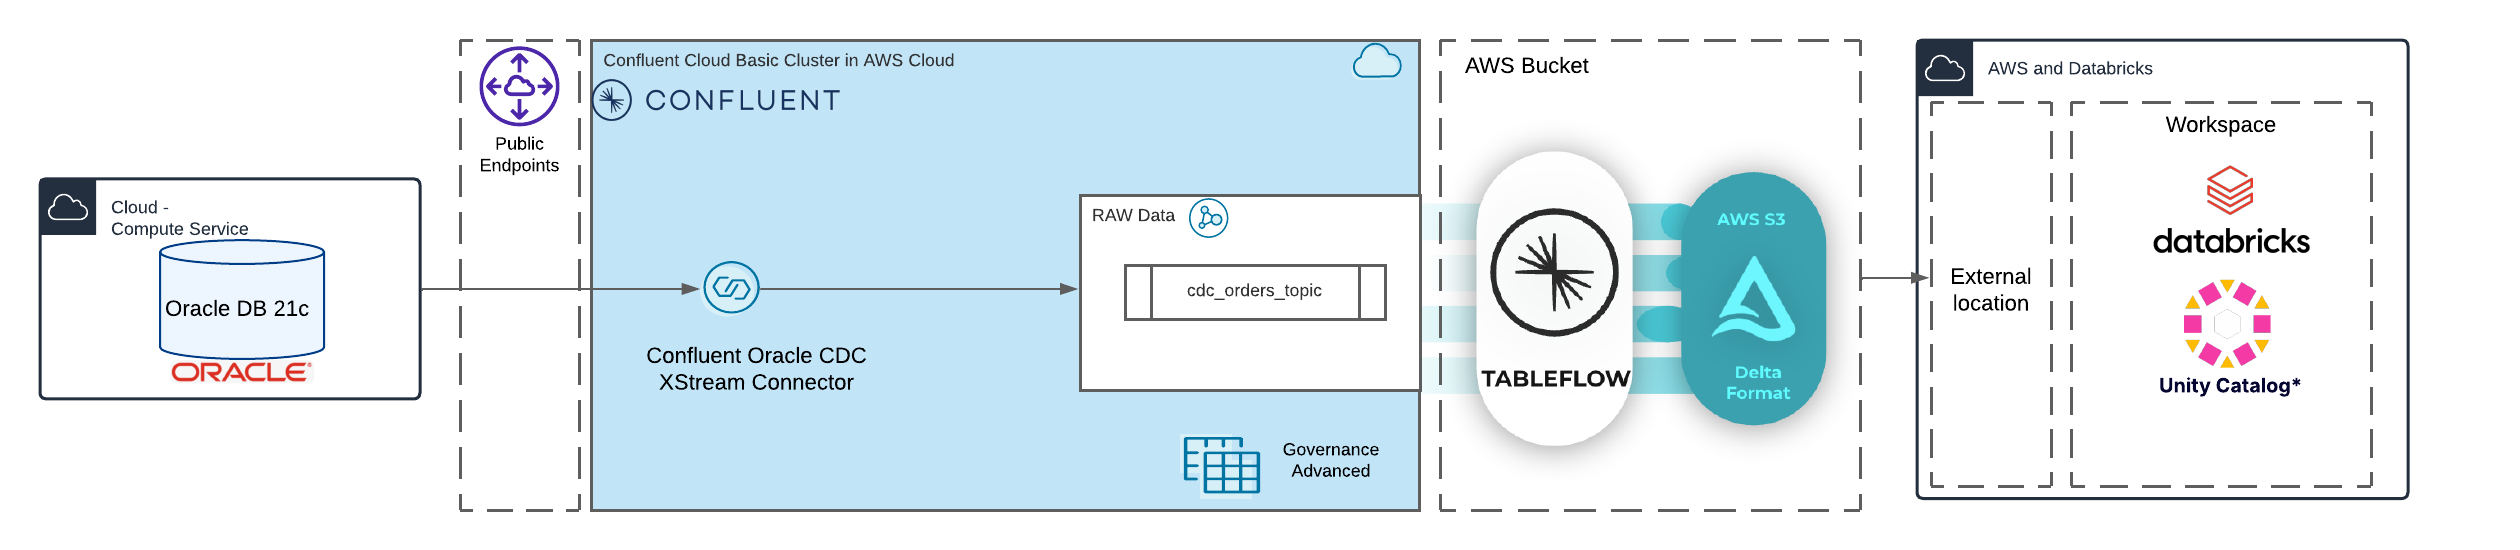 Cloud -
Compute Service
Oracle DB 21c
ORACLE
Public
Endpoints
Confluent Cloud Basic Cluster in AWS Cloud
CONFLUENT
Confluent Oracle CDC
XStream Connector
RAW Data
cdc_orders_topic
Governance
Advanced
AWS Bucket
TABLEFLOW
AWS S3
Delta
Format
AWS and Databricks
External
location
Workspace
databricks
Unity Catalog*